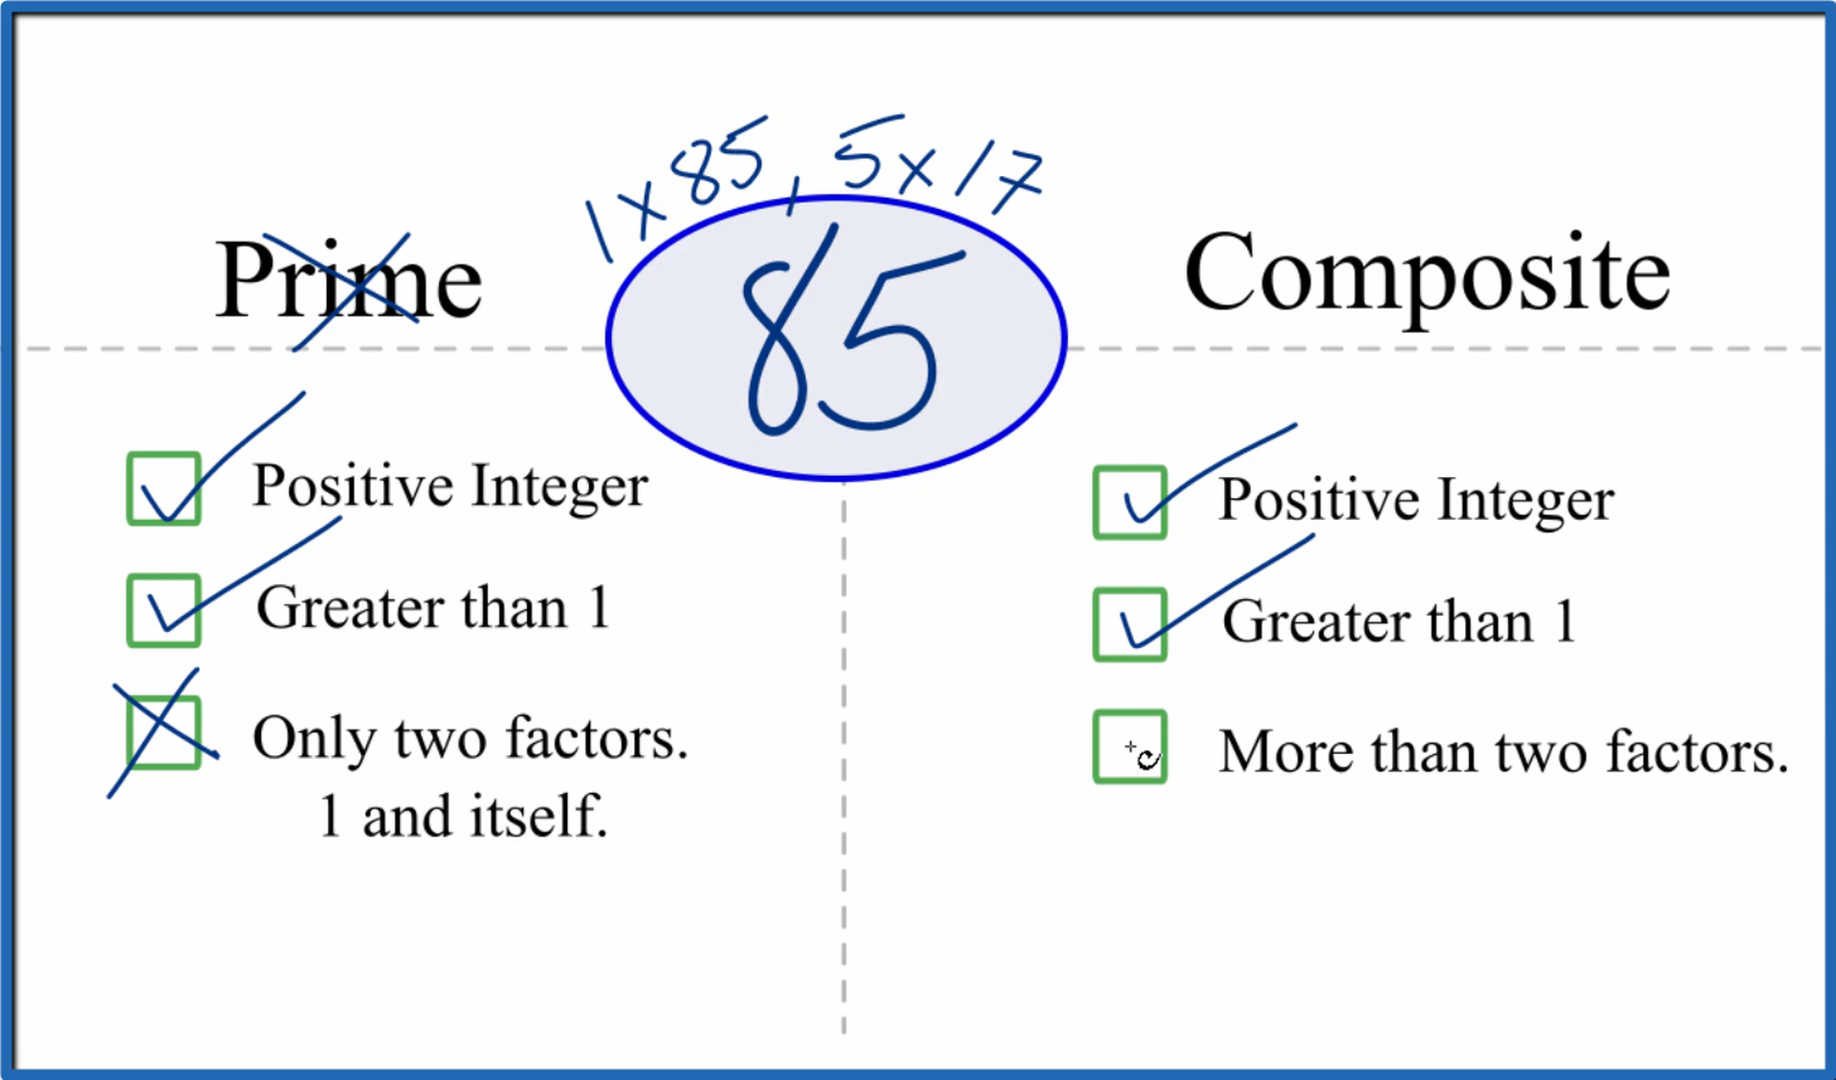 1 x 85, 5 x 17
Prime
85
Composite
Positive Integer
Greater than 1
Only two factors.
1 and itself.
Positive Integer
Greater than 1
More than two factors.